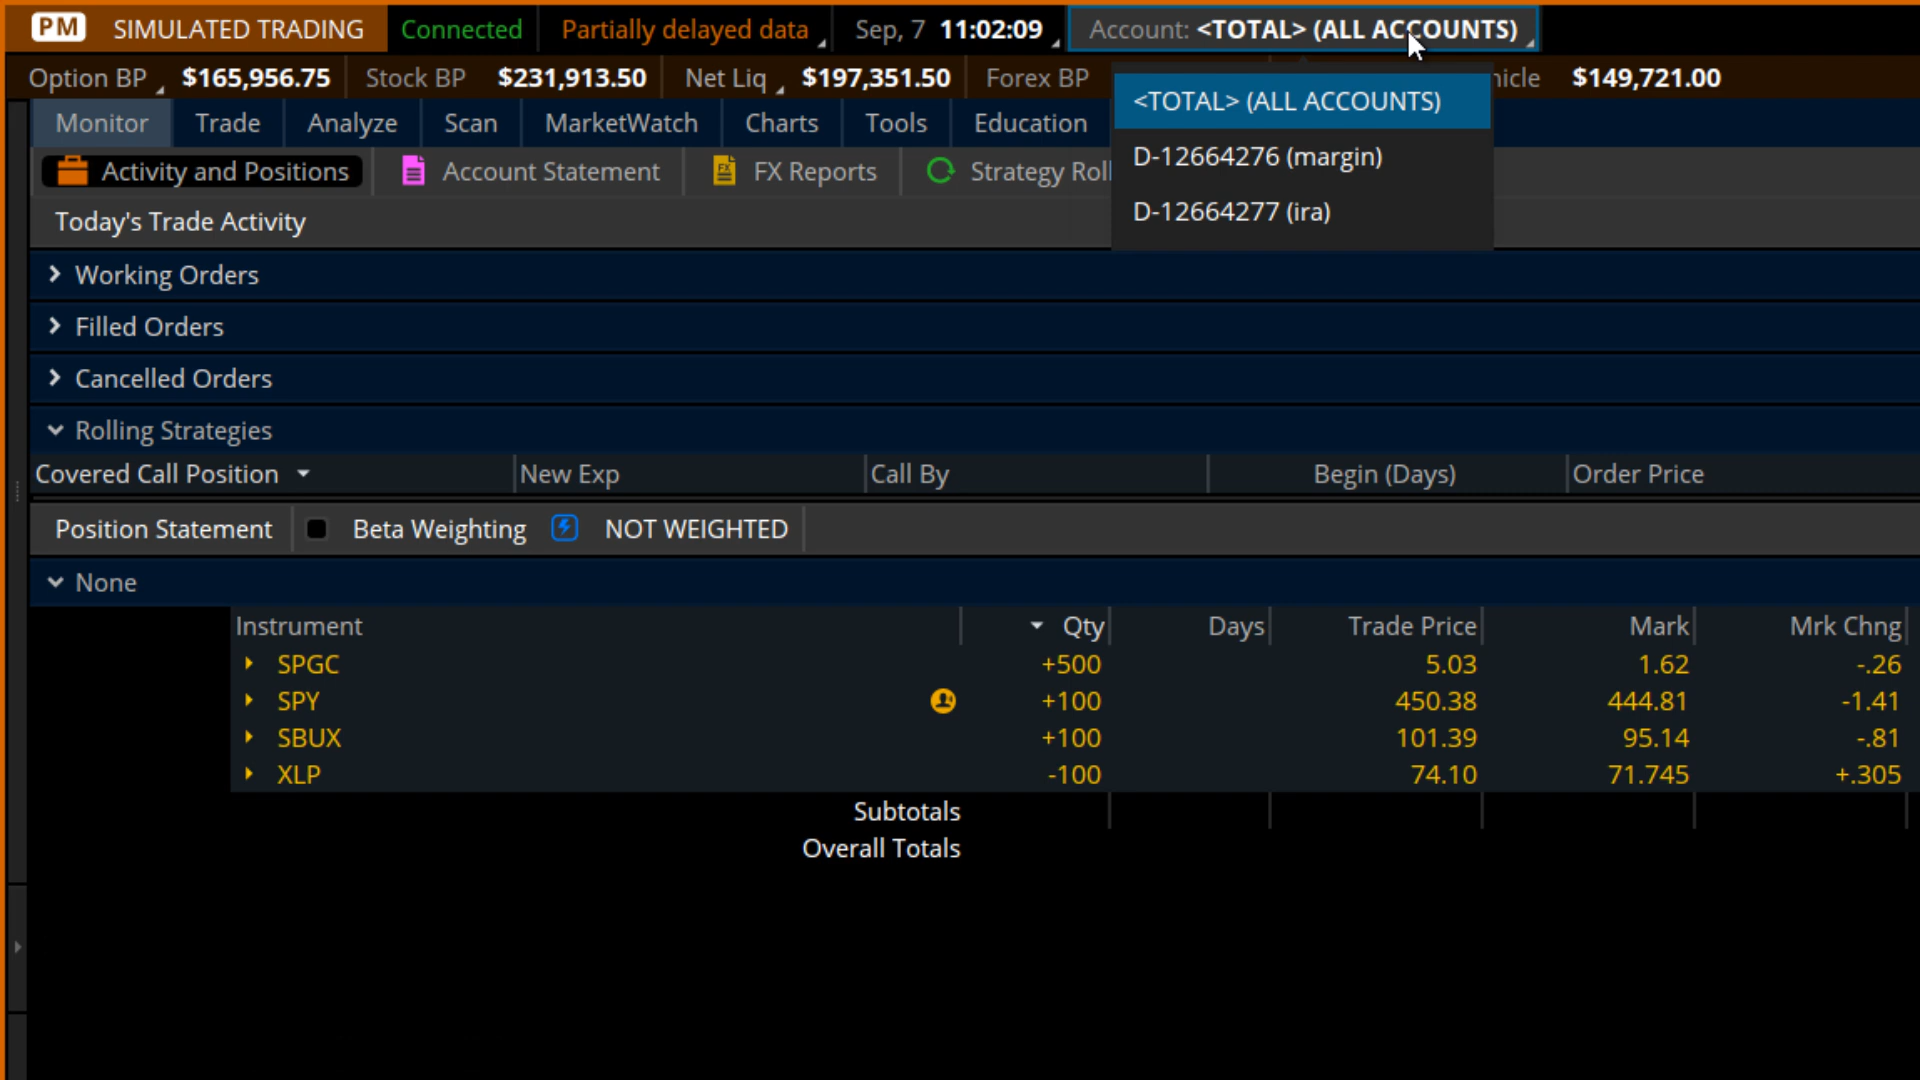 PM SIMULATED TRADING Connected Partially delayed data Sep, 7 11:02:09 Account: <TOTAL> (ALL ACCOUNTS)
Option BP $165,956.75 Stock BP $231,913.50 Net Liq $197,351.50 Forex BP $149,721.00
<TOTAL> (ALL ACCOUNTS)
D-12664276 (margin)
D-12664277 (ira)
Monitor Trade Analyze Scan MarketWatch Charts Tools Education
Activity and Positions Account Statement FX Reports Strategy Roll
Today's Trade Activity
Working Orders
Filled Orders
Cancelled Orders
Rolling Strategies
Covered Call Position New Exp Call By Begin (Days) Order Price
Position Statement Beta Weighting NOT WEIGHTED
None
Instrument Qty Days Trade Price Mark Mrk Chng
SPGC +500 5.03 1.62 -.26
SPY +100 450.38 444.81 -1.41
SBUX +100 101.39 95.14 -.81
XLP -100 74.10 71.745 +.305
Subtotals
Overall Totals